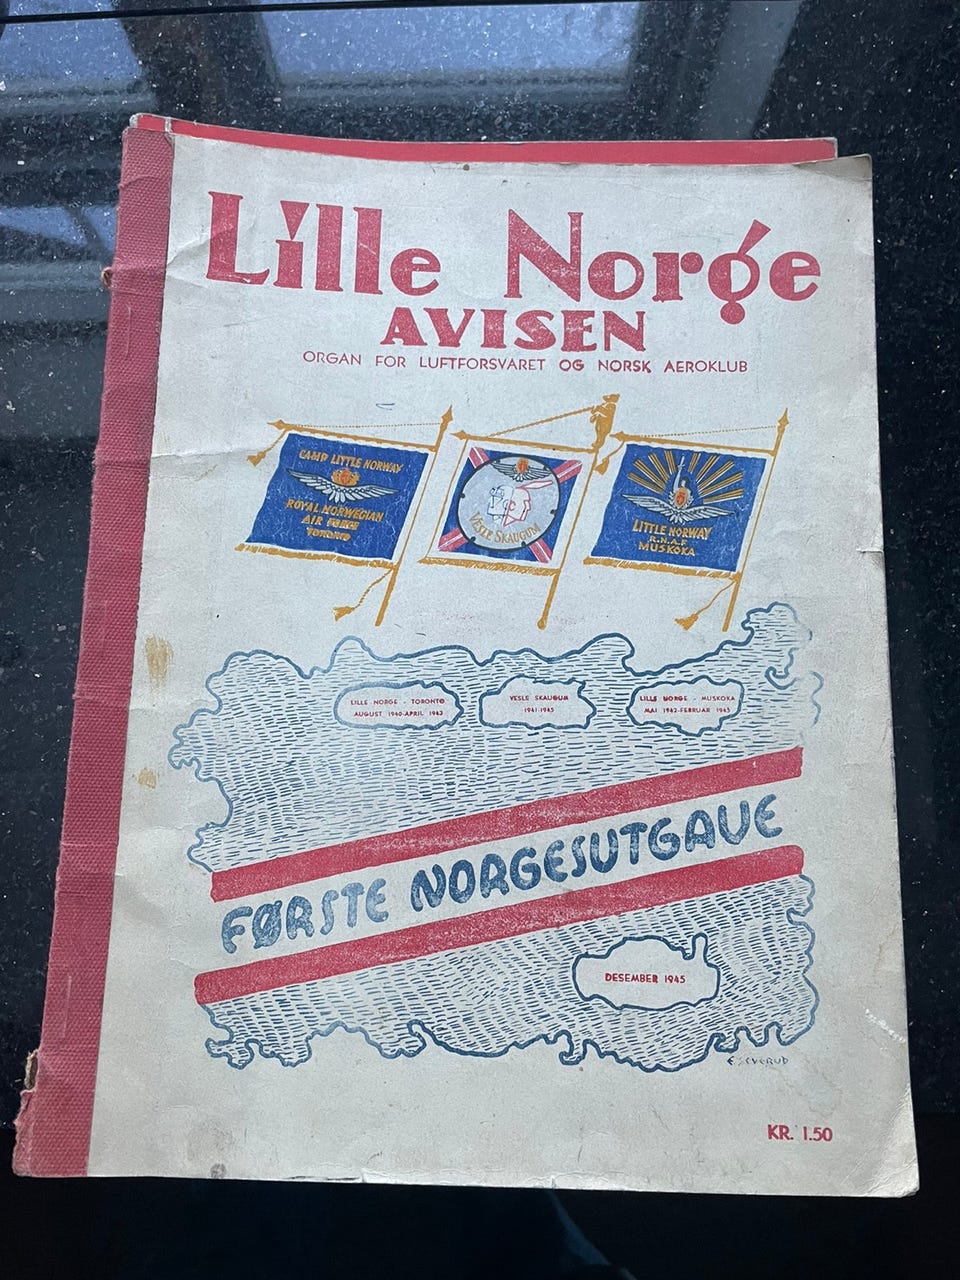 Lille Norge
AVISEN
ORGAN FOR LUFTFORSVARET OG NORSK AEROKLUB
CAMP LITTLE NORWAY
ROYAL NORWEGIAN
AIR FORCE
TORONTO
VESLE SKAUGUM
LITTLE NORWAY
R.N.A.F
MUSKOKA
LILLE NORGE - TORONTO
AUGUST 1940-APRIL 1943
VESLE SKAUGUM
1941-1945
LILLE NORGE - MUSKOKA
MAI 1942-FEBRUAR 1945
FØRSTE NORGESUTGAVE
DESEMBER 1945
KR. 1.50